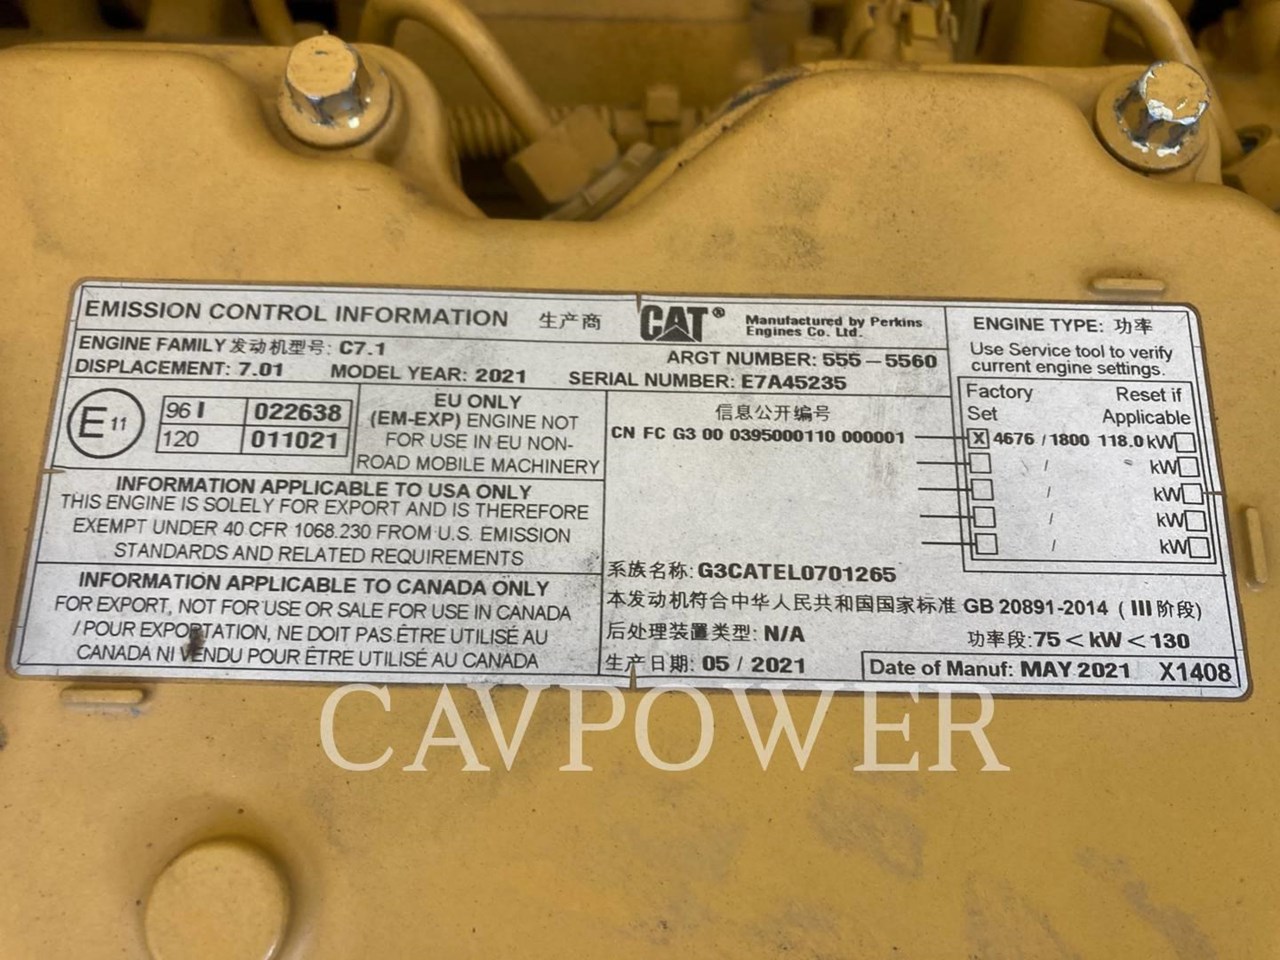 EMISSION CONTROL INFORMATION 生产商
CAT®
Manufactured by Perkins
Engines Co. Ltd.
ENGINE FAMILY 发动机型号: C7.1
ARGT NUMBER: 555-5560
DISPLACEMENT: 7.01 MODEL YEAR: 2021 SERIAL NUMBER: E7A45235
E 11
96 I 022638
120 011021
EU ONLY
(EM-EXP) ENGINE NOT
FOR USE IN EU NON-
ROAD MOBILE MACHINERY
INFORMATION APPLICABLE TO USA ONLY
THIS ENGINE IS SOLELY FOR EXPORT AND IS THEREFORE
EXEMPT UNDER 40 CFR 1068.230 FROM U.S. EMISSION
STANDARDS AND RELATED REQUIREMENTS
INFORMATION APPLICABLE TO CANADA ONLY
FOR EXPORT, NOT FOR USE OR SALE FOR USE IN CANADA
/ POUR EXPORTATION, NE DOIT PAS ÊTRE UTILISÉ AU
CANADA NI VENDU POUR ÊTRE UTILISÉ AU CANADA
信息公开编号
CN FC G3 00 0395000110 000001
ENGINE TYPE: 功率
Use Service tool to verify
current engine settings.
Factory Set
Reset if Applicable
X 4676 / 1800 118.0 kW
/ kW
/ kW
/ kW
/ kW
系族名称: G3CATEL0701265
本发动机符合中华人民共和国国家标准 GB 20891-2014 ( III 阶段)
后处理装置类型: N/A
功率段: 75 < kW < 130
生产日期: 05 / 2021
Date of Manuf: MAY 2021 X1408
CAVPOWER